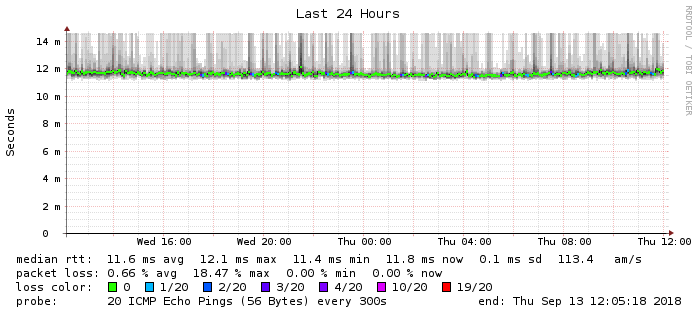 Last 24 Hours
RRDTOOL / TOBI OETIKER
Seconds
14 m
12 m
10 m
8 m
6 m
4 m
2 m
0
Wed 16:00 Wed 20:00 Thu 00:00 Thu 04:00 Thu 08:00 Thu 12:00
median rtt: 11.6 ms avg 12.1 ms max 11.4 ms min 11.8 ms now 0.1 ms sd 113.4 am/s
packet loss: 0.66 % avg 18.47 % max 0.00 % min 0.00 % now
loss color: 0 1/20 2/20 3/20 4/20 10/20 19/20
probe: 20 ICMP Echo Pings (56 Bytes) every 300s end: Thu Sep 13 12:05:18 2018